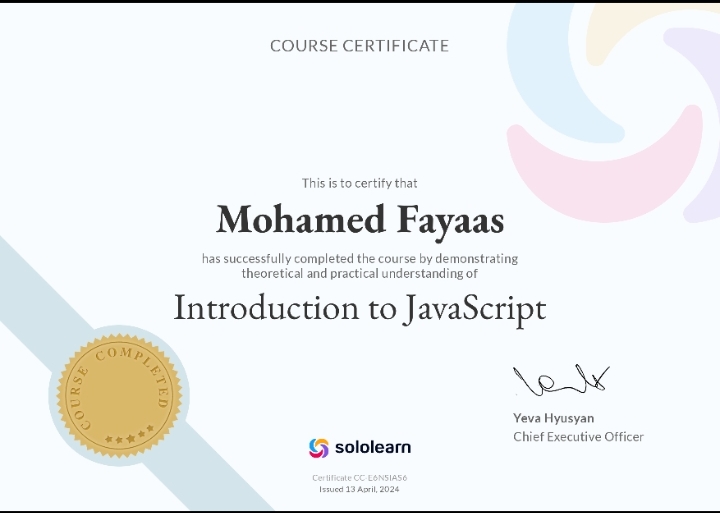 COURSE CERTIFICATE
This is to certify that
Mohamed Fayaas
has successfully completed the course by demonstrating
theoretical and practical understanding of
Introduction to JavaScript
COURSE COMPLETED
Yeva Hyusyan
Chief Executive Officer
sololearn
Certificate CC-E6NSIAS6
Issued 13 April, 2024